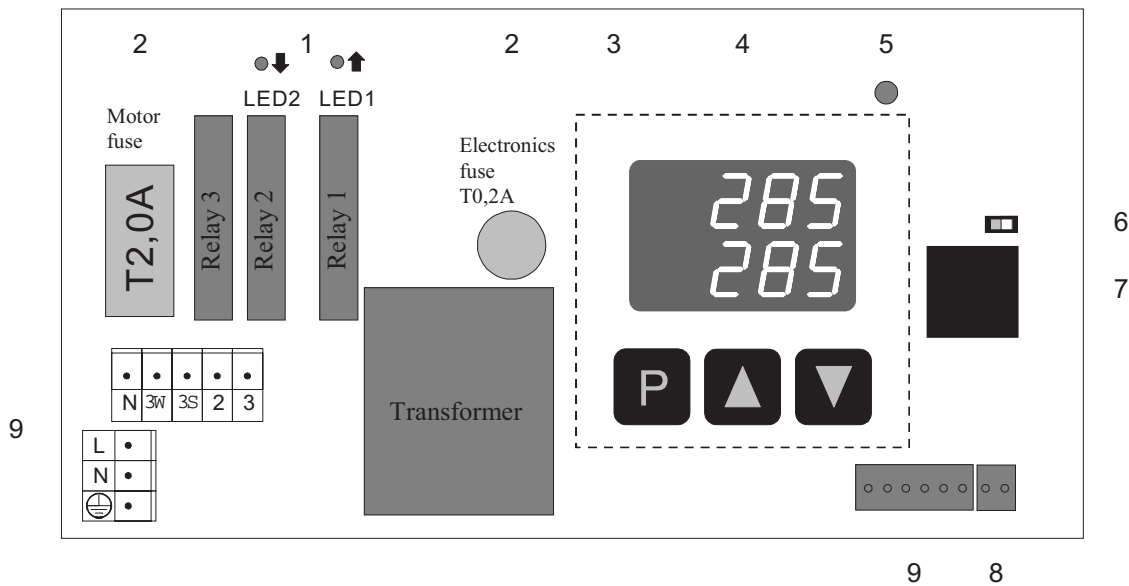 2 1 2 3 4 5
LED2 LED1
Motor
fuse
Electronics
fuse
T0,2A
T2,0A
Relay 3
Relay 2
Relay 1
285
285
6
7
P
Transformer
N 3W 3S 2 3
9
L
N
9 8